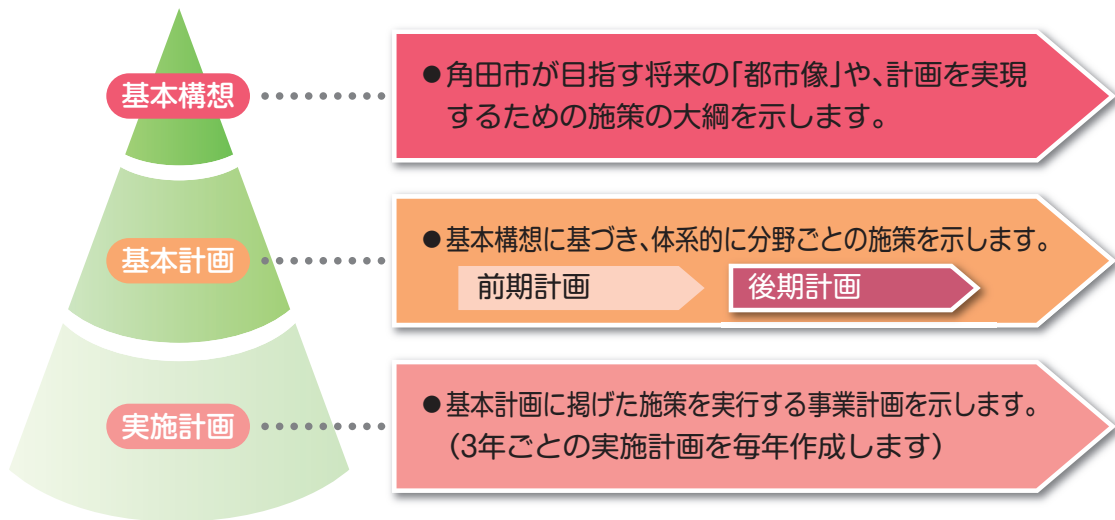 基本構想
●角田市が目指す将来の「都市像」や、計画を実現
するための施策の大綱を示します。
基本計画
●基本構想に基づき、体系的に分野ごとの施策を示します。
前期計画
後期計画
実施計画
●基本計画に掲げた施策を実行する事業計画を示します。
(3年ごとの実施計画を毎年作成します)